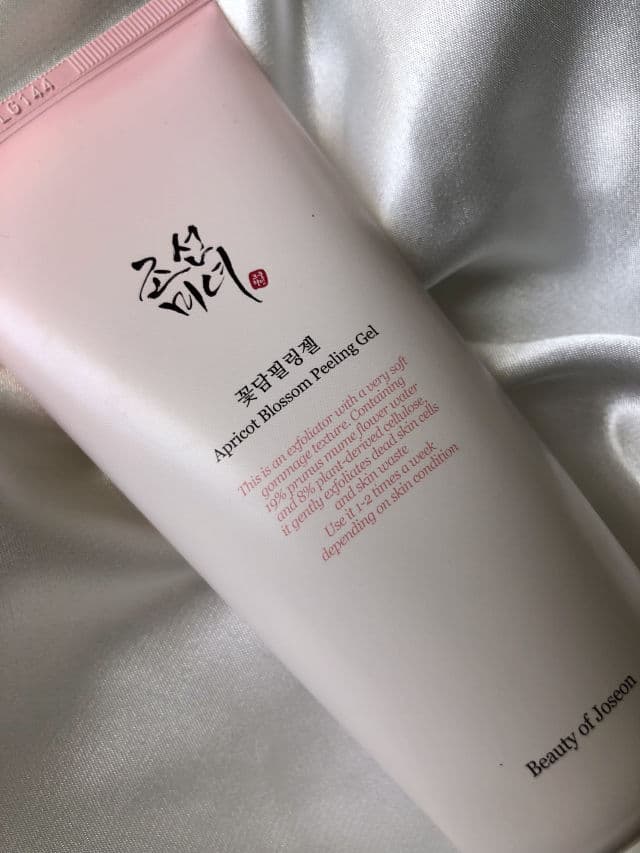 LG144
조선
미녀
꽃담필링젤
Apricot Blossom Peeling Gel
This is an exfoliator with a very soft
gommage texture. Containing
19% prunus mume flower water
and 8% plant-derived cellulose,
it gently exfoliates dead skin cells
and skin waste
Use it 1-2 times a week
depending on skin condition
Beauty of Joseon